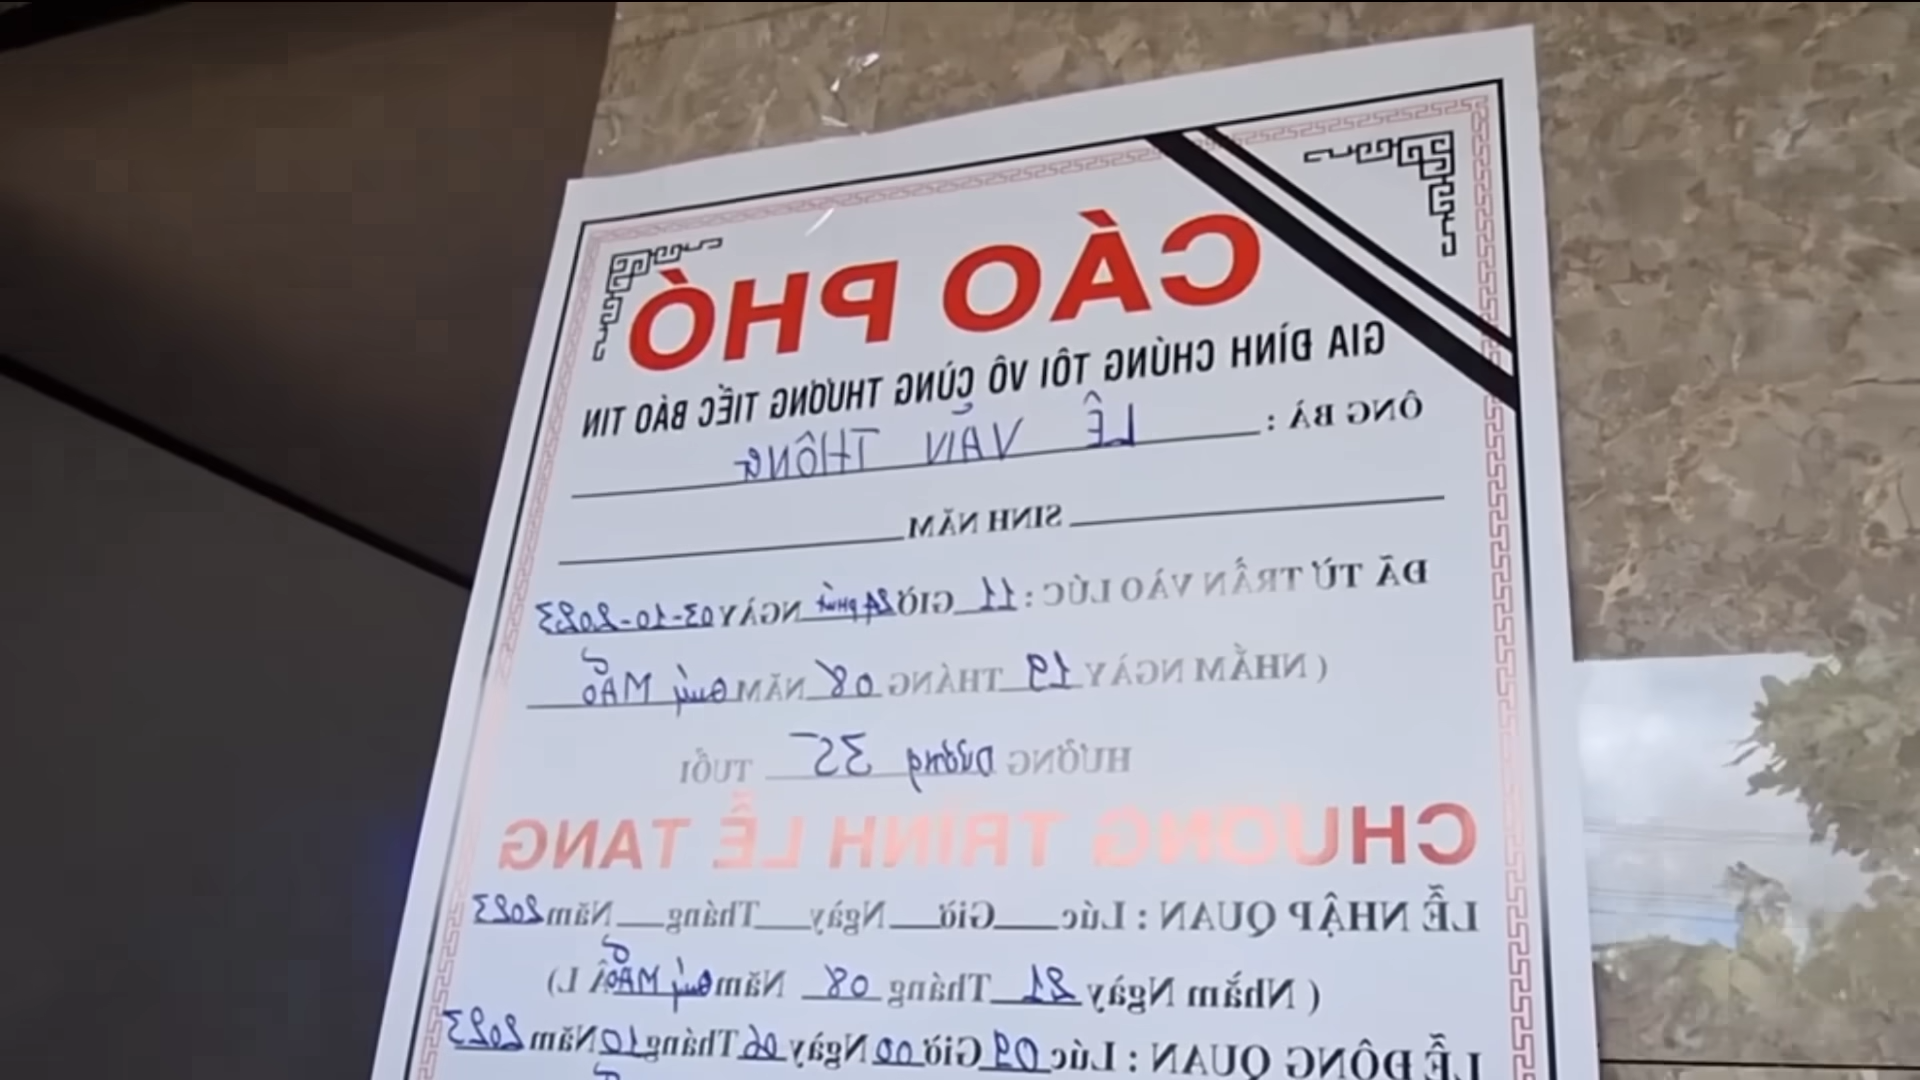 CÁO PHÓ
GIA ĐÌNH CHÚNG TÔI VÔ CÙNG THƯƠNG TIẾC BÁO TIN
ÔNG BÀ : LÊ VĂN THÔNG
SINH NĂM
ĐÃ TỪ TRẦN VÀO LÚC : 11 GIỜ 24 phút NGÀY 03-10-2023
( NHẰM NGÀY 19 THÁNG 08 NĂM Quý MÃO
HƯỞNG Dương 35 TUỔI
CHƯƠNG TRÌNH LỄ TANG
LỄ NHẬP QUAN : Lúc Giờ Ngày Tháng Năm 2023
( Nhằm Ngày 21 Tháng 08 Năm Quý MÃO ÂL)
LỄ ĐỘNG QUAN : Lúc 09 Giờ 00 Ngày 06 Tháng 10 Năm 2023